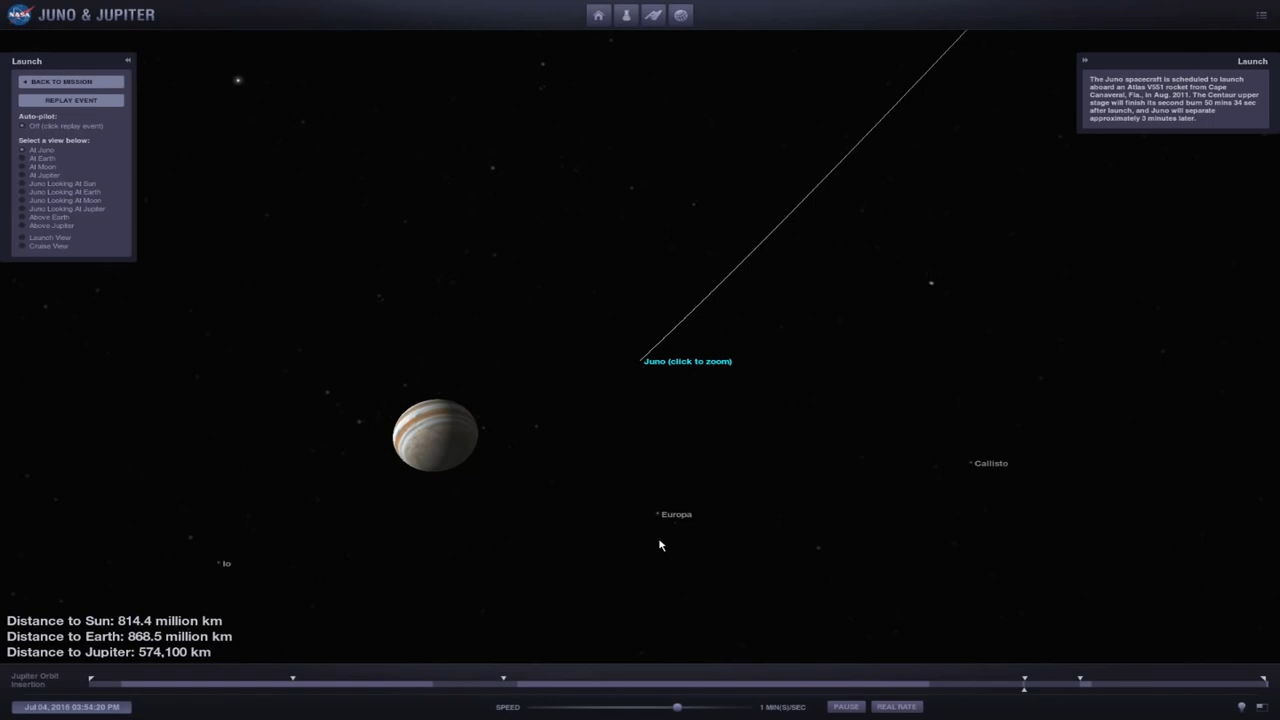 NASA JUNO & JUPITER
Launch
BACK TO MISSION
REPLAY EVENT
Auto-pilot:
Off (click replay event)
Select a view below:
At Juno
At Earth
At Moon
At Jupiter
Juno Looking At Sun
Juno Looking At Earth
Juno Looking At Moon
Juno Looking At Jupiter
Above Earth
Above Jupiter
Launch View
Cruise View
Launch
The Juno spacecraft is scheduled to launch
aboard an Atlas V551 rocket from Cape
Canaveral, Fla., in Aug. 2011. The Centaur upper
stage will finish its second burn 50 mins 34 sec
after launch, and Juno will separate
approximately 3 minutes later.
Juno (click to zoom)
Callisto
Europa
Io
Distance to Sun: 814.4 million km
Distance to Earth: 868.5 million km
Distance to Jupiter: 574,100 km
Jupiter Orbit
Insertion
Jul 04, 2016 03:54:20 PM
SPEED
1 MIN(S)/SEC
PAUSE
REAL RATE